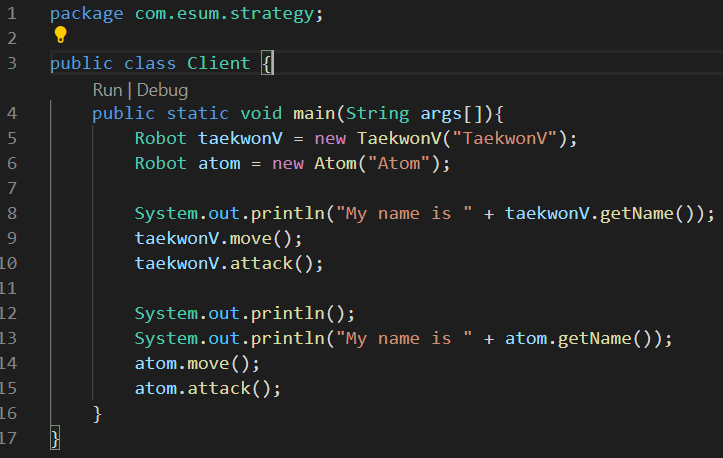 1 package com.esum.strategy;
2
3 public class Client {
Run | Debug
4 public static void main(String args[]){
5 Robot taekwonV = new TaekwonV("TaekwonV");
6 Robot atom = new Atom("Atom");
7
8 System.out.println("My name is " + taekwonV.getName());
9 taekwonV.move();
10 taekwonV.attack();
11
12 System.out.println();
13 System.out.println("My name is " + atom.getName());
14 atom.move();
15 atom.attack();
16 }
17 }